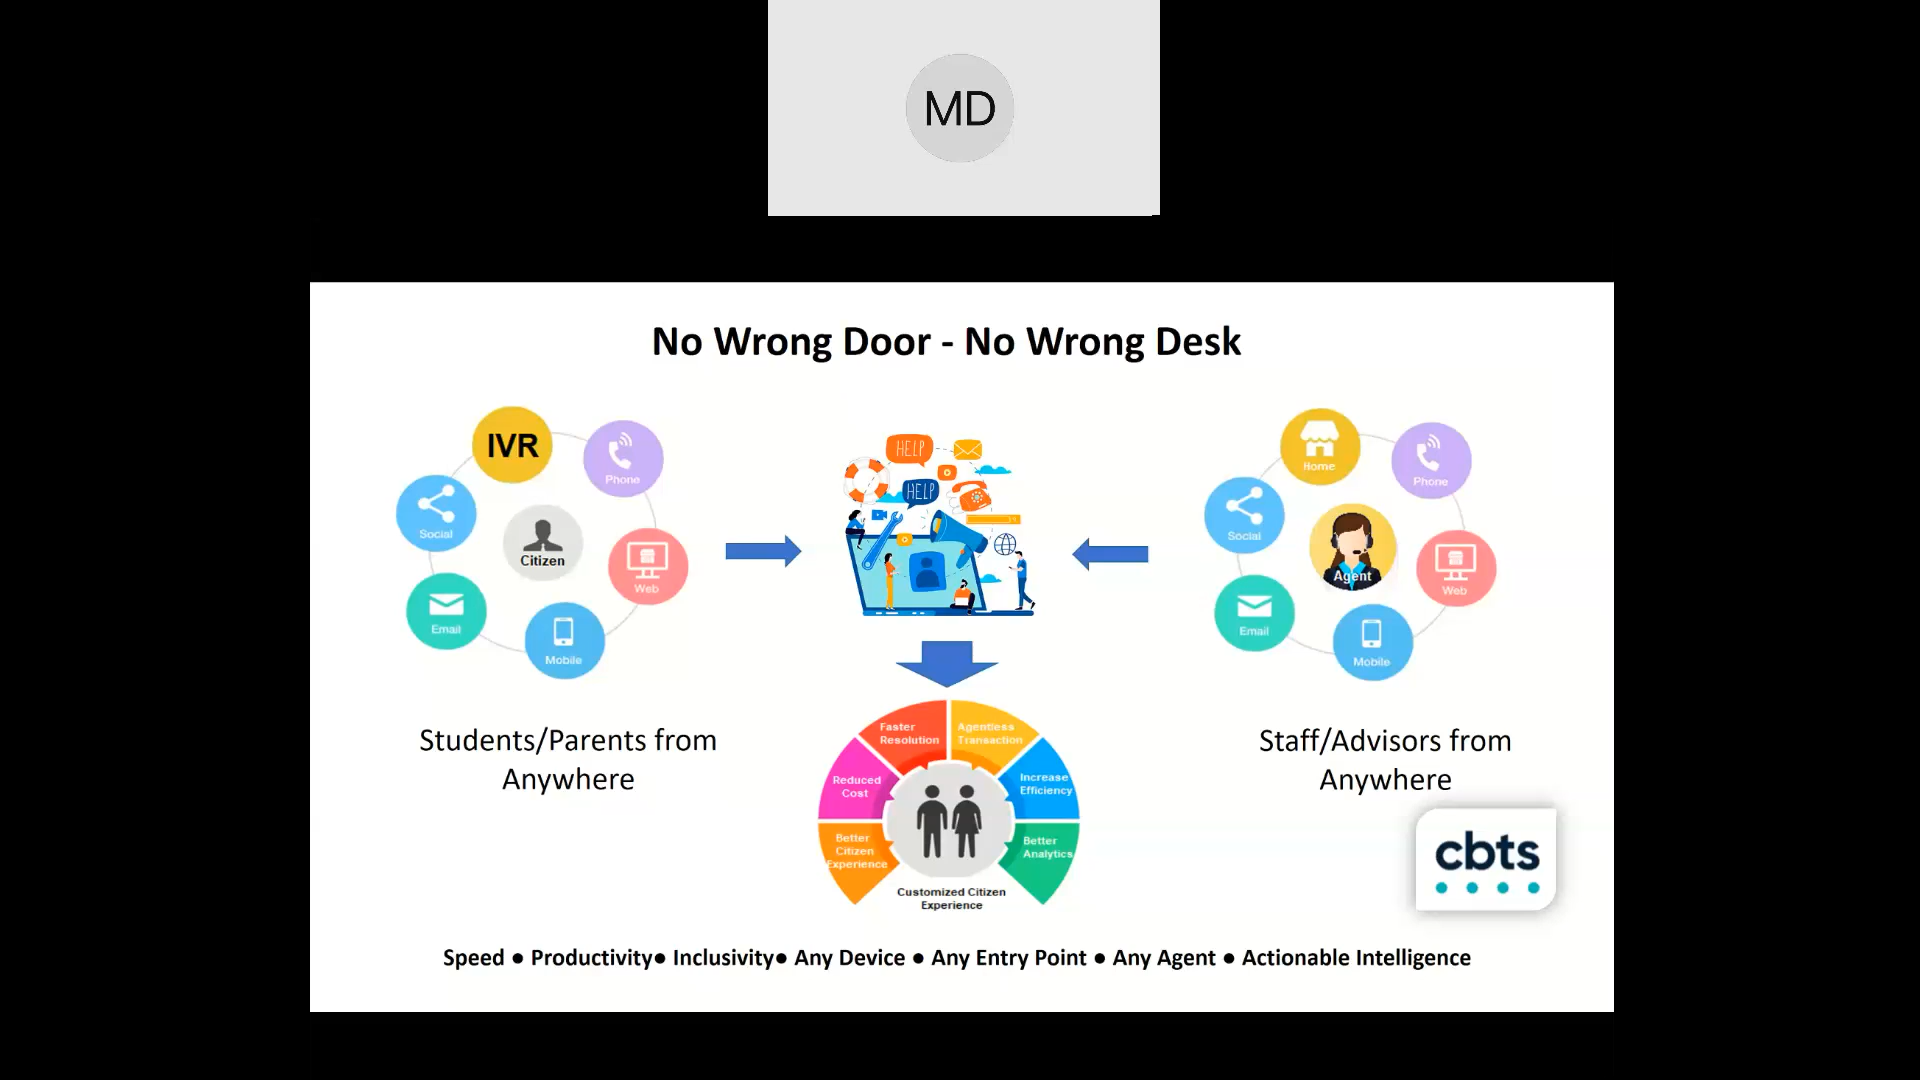 MD
No Wrong Door - No Wrong Desk
IVR
Phone
Social
Citizen
Web
Email
Mobile
Students/Parents from
Anywhere
HELP
HELP
Home
Phone
Social
Agent
Web
Email
Mobile
Staff/Advisors from
Anywhere
Faster
Resolution
Agentless
Transaction
Reduced
Cost
Increase
Efficiency
Better
Citizen
Experience
Better
Analytics
Customized Citizen
Experience
cbts
Speed ● Productivity● Inclusivity● Any Device ● Any Entry Point ● Any Agent ● Actionable Intelligence